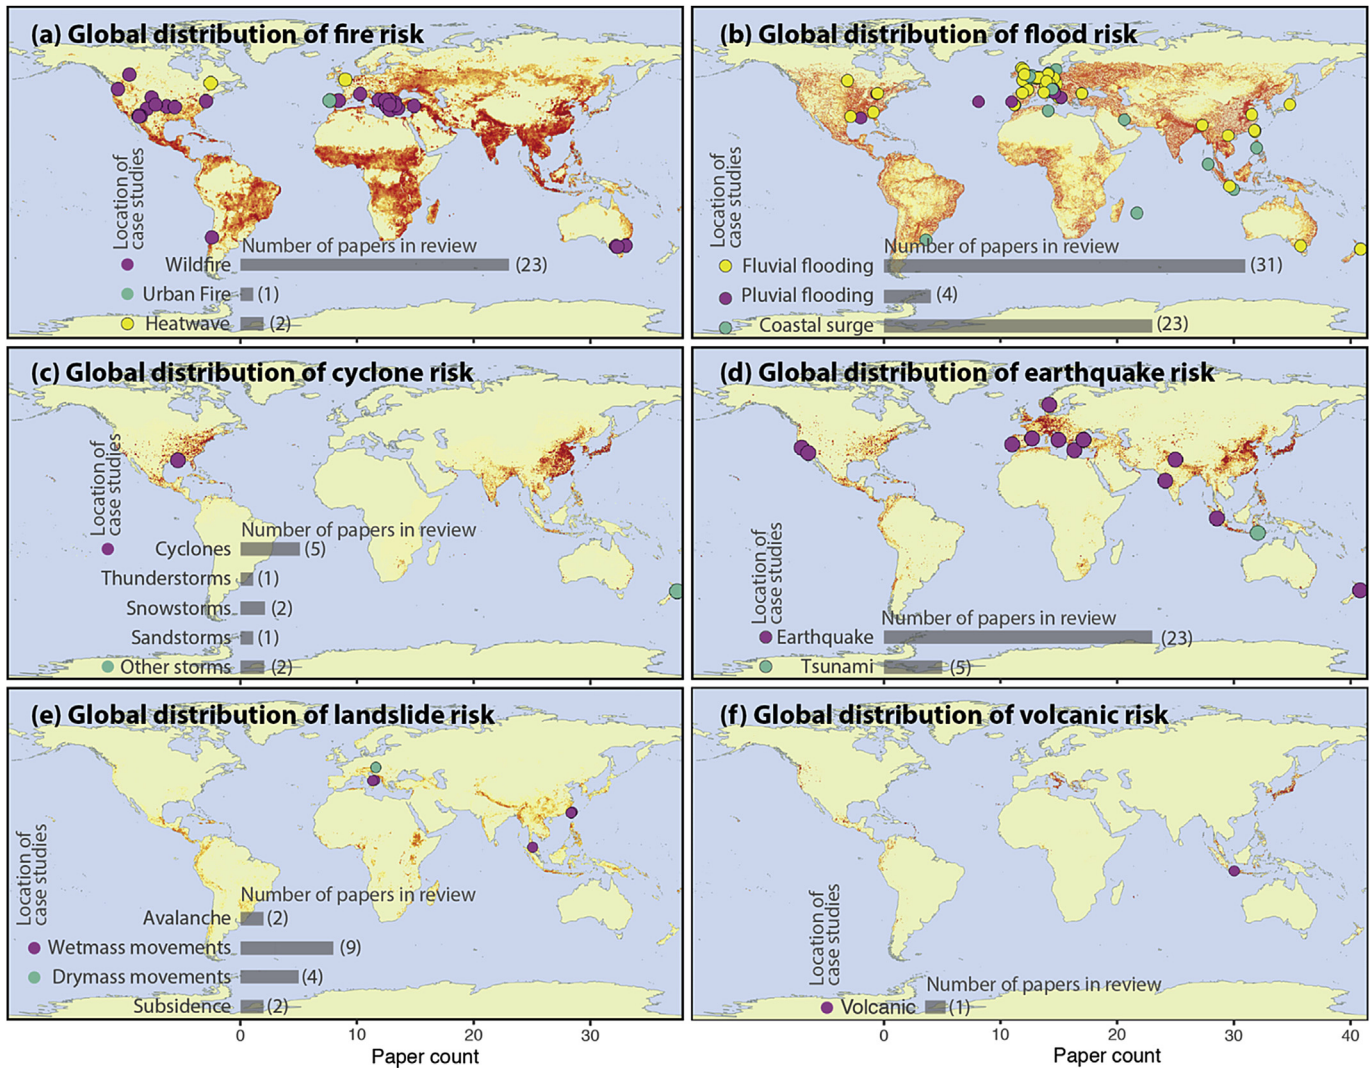 (a) Global distribution of fire risk
Location of
case studies
Number of papers in review
Wildfire (23)
Urban Fire (1)
Heatwave (2)
(b) Global distribution of flood risk
Location of
case studies
Number of papers in review
Fluvial flooding (31)
Pluvial flooding (4)
Coastal surge (23)
(c) Global distribution of cyclone risk
Location of
case studies
Number of papers in review
Cyclones (5)
Thunderstorms (1)
Snowstorms (2)
Sandstorms (1)
Other storms (2)
(d) Global distribution of earthquake risk
Location of
case studies
Number of papers in review
Earthquake (23)
Tsunami (5)
(e) Global distribution of landslide risk
Location of
case studies
Number of papers in review
Avalanche (2)
Wetmass movements (9)
Drymass movements (4)
Subsidence (2)
0 10 20 30
Paper count
(f) Global distribution of volcanic risk
Location of
case studies
Number of papers in review
Volcanic (1)
0 10 20 30 40
Paper count